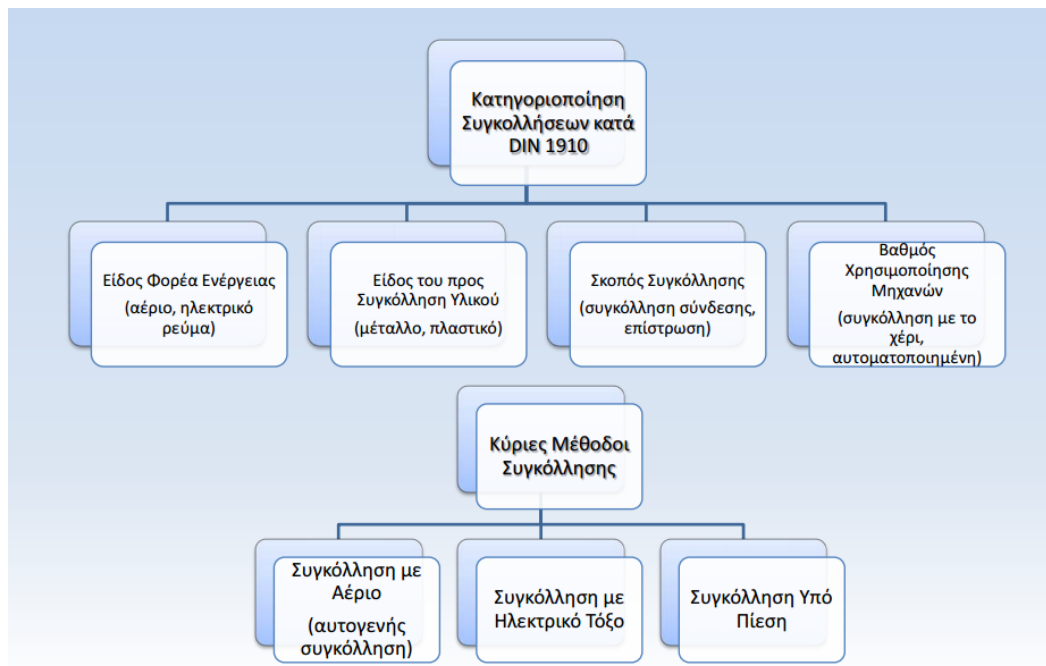 Κατηγοριοποίηση
Συγκολλήσεων κατά
DIN 1910
Είδος Φορέα Ενέργειας
(αέριο, ηλεκτρικό
ρεύμα)
Είδος του προς
Συγκόλληση Υλικού
(μέταλλο, πλαστικό)
Σκοπός Συγκόλλησης
(συγκόλληση σύνδεσης,
επίστρωση)
Βαθμός
Χρησιμοποίησης
Μηχανών
(συγκόλληση με το
χέρι,
αυτοματοποιημένη)
Κύριες Μέθοδοι
Συγκόλλησης
Συγκόλληση με
Αέριο
(αυτογενής
συγκόλληση)
Συγκόλληση με
Ηλεκτρικό Τόξο
Συγκόλληση Υπό
Πίεση